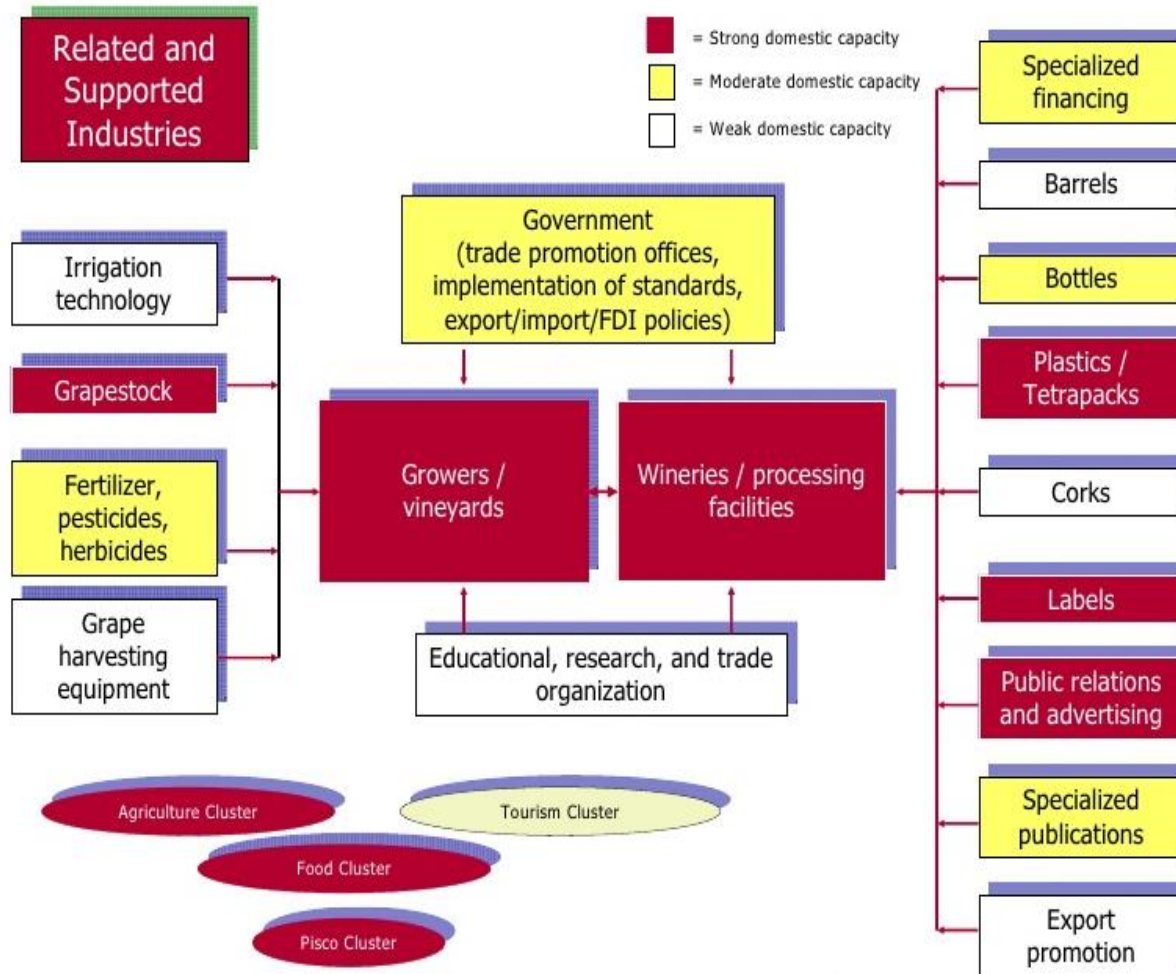 Related and
Supported
Industries
= Strong domestic capacity
= Moderate domestic capacity
= Weak domestic capacity
Irrigation
technology
Grapestock
Fertilizer,
pesticides,
herbicides
Grape
harvesting
equipment
Government
(trade promotion offices,
implementation of standards,
export/import/FDI policies)
Growers /
vineyards
Wineries / processing
facilities
Educational, research, and trade
organization
Specialized
financing
Barrels
Bottles
Plastics /
Tetrapacks
Corks
Labels
Public relations
and advertising
Specialized
publications
Export
promotion
Agriculture Cluster
Tourism Cluster
Food Cluster
Pisco Cluster